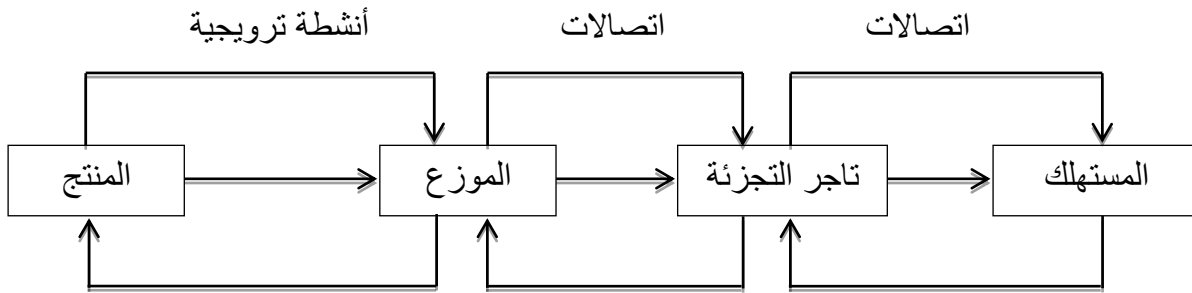 أنشطة ترويجية
اتصالات
اتصالات
المنتج
الموزع
تاجر التجزئة
المستهلك